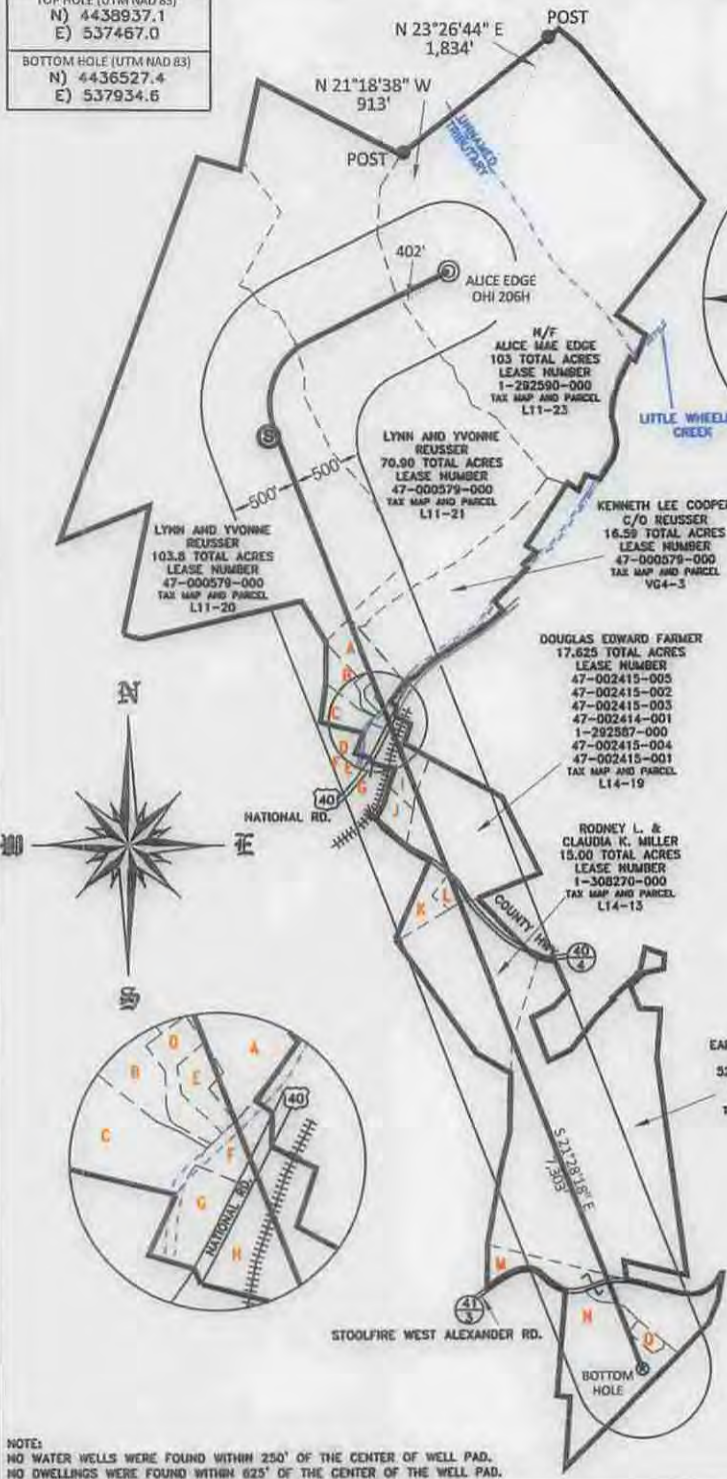 TOP HOLE (UTM NAD 83)
N) 4438937.1
E) 537467.0
BOTTOM HOLE (UTM NAD 83)
N) 4436527.4
E) 537934.6
N 23°26'44" E
1,834'
POST
N 21°18'38" W
913'
POST
UNNAMED
TRIBUTARY
402'
ALICE EDGE
OHI 206H
N/F
ALICE MAE EDGE
103 TOTAL ACRES
LEASE NUMBER
1-292590-000
TAX MAP AND PARCEL
L11-23
LITTLE WHEEL
CREEK
S
500'
500'
LYNN AND YVONNE
REUSSER
70.90 TOTAL ACRES
LEASE NUMBER
47-000579-000
TAX MAP AND PARCEL
L11-21
LYNN AND YVONNE
REUSSER
103.8 TOTAL ACRES
LEASE NUMBER
47-000579-000
TAX MAP AND PARCEL
L11-20
KENNETH LEE COOPER
C/O REUSSER
16.59 TOTAL ACRES
LEASE NUMBER
47-000579-000
TAX MAP AND PARCEL
VG4-3
DOUGLAS EDWARD FARMER
17.625 TOTAL ACRES
LEASE NUMBER
47-002415-005
47-002415-002
47-002415-003
47-002414-001
1-292587-000
47-002415-004
47-002415-001
TAX MAP AND PARCEL
L14-19
A
B
C
D
F
E
G
J
40
NATIONAL RD.
N
W
E
S
RODNEY L. &
CLAUDIA K. MILLER
15.00 TOTAL ACRES
LEASE NUMBER
1-308270-000
TAX MAP AND PARCEL
L14-13
K
L
COUNTY HWY
40
4
D
A
B
E
C
F
G
H
40
NATIONAL RD.
EAR
S 21°28'18" E
7,303'
M
N
O
41
3
STOOLFIRE WEST ALEXANDER RD.
BOTTOM
HOLE
NOTE:
NO WATER WELLS WERE FOUND WITHIN 250' OF THE CENTER OF WELL PAD.
NO DWELLINGS WERE FOUND WITHIN 625' OF THE CENTER OF THE WELL PAD.